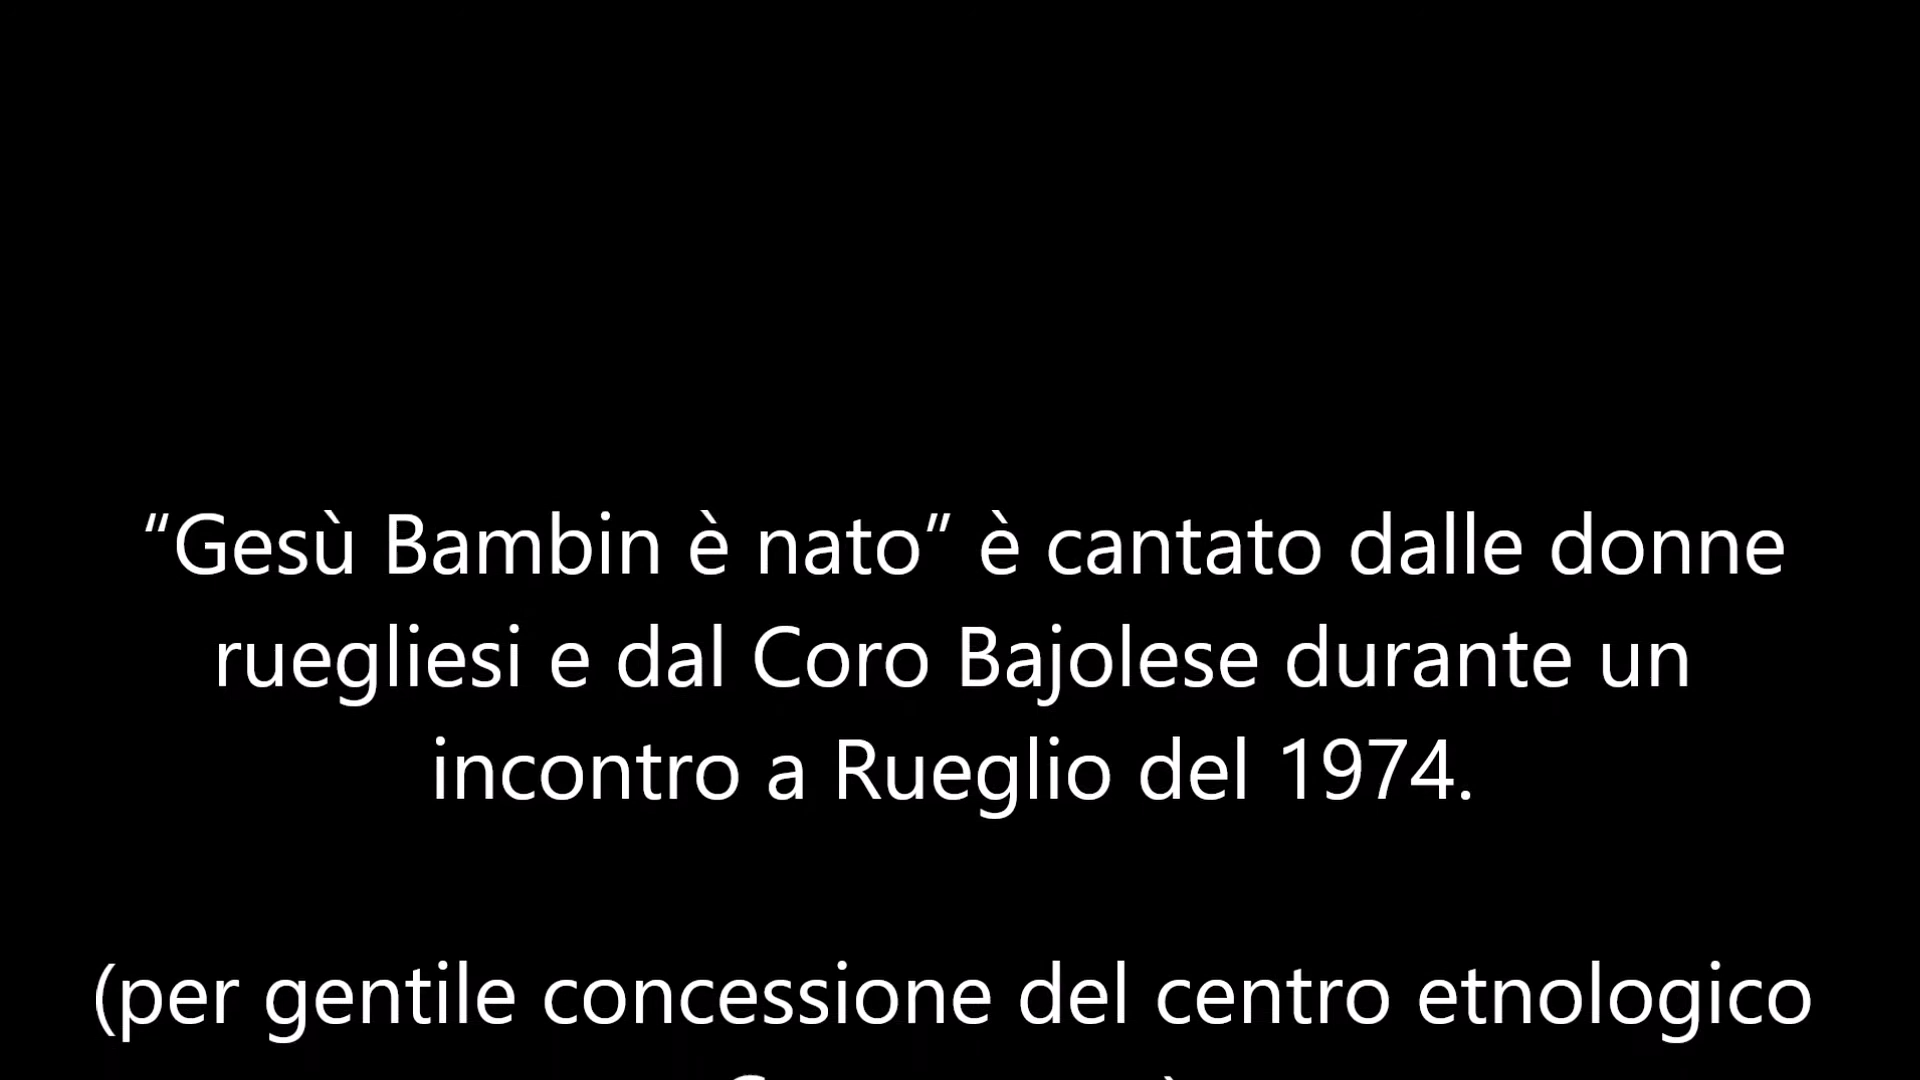 “Gesù Bambin è nato” è cantato dalle donne
ruegliesi e dal Coro Bajolese durante un
incontro a Rueglio del 1974.
(per gentile concessione del centro etnologico